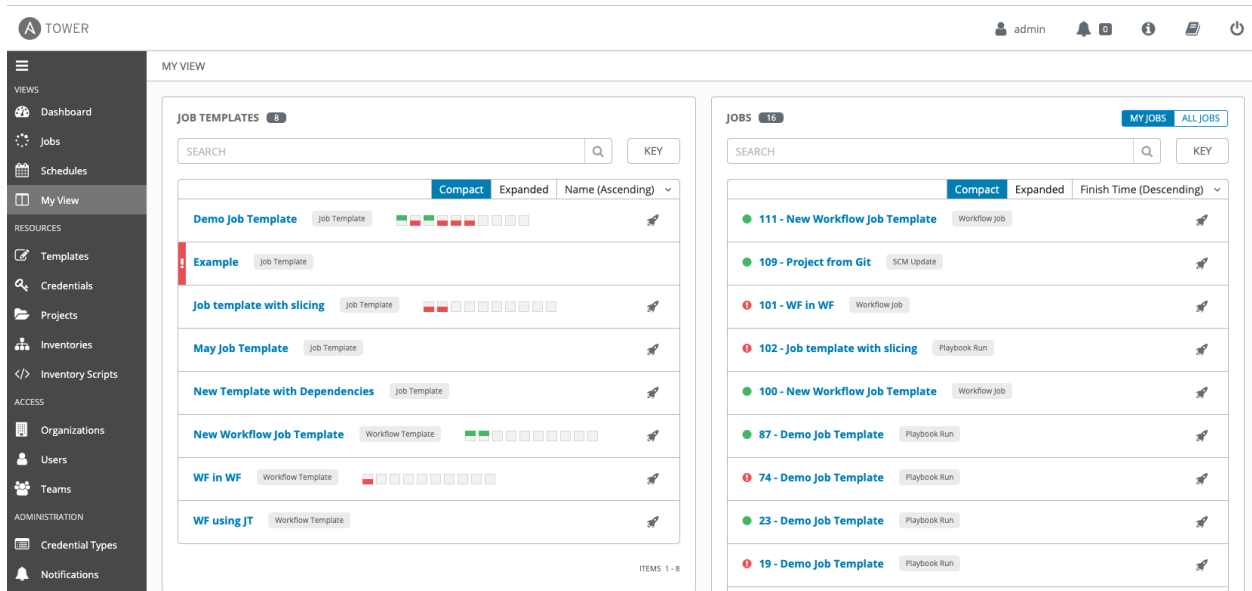 A TOWER
admin
0
VIEWS
Dashboard
Jobs
Schedules
My View
RESOURCES
Templates
Credentials
Projects
Inventories
</> Inventory Scripts
ACCESS
Organizations
Users
Teams
ADMINISTRATION
Credential Types
Notifications
MY VIEW
JOB TEMPLATES 8
SEARCH
KEY
Compact Expanded Name (Ascending)
Demo Job Template Job Template
! Example Job Template
Job template with slicing Job Template
May Job Template Job Template
New Template with Dependencies Job Template
New Workflow Job Template Workflow Template
WF in WF Workflow Template
WF using JT Workflow Template
ITEMS 1 - 8
JOBS 16
MY JOBS ALL JOBS
SEARCH
KEY
Compact Expanded Finish Time (Descending)
111 - New Workflow Job Template Workflow Job
109 - Project from Git SCM Update
101 - WF in WF Workflow Job
102 - Job template with slicing Playbook Run
100 - New Workflow Job Template Workflow Job
87 - Demo Job Template Playbook Run
74 - Demo Job Template Playbook Run
23 - Demo Job Template Playbook Run
19 - Demo Job Template Playbook Run